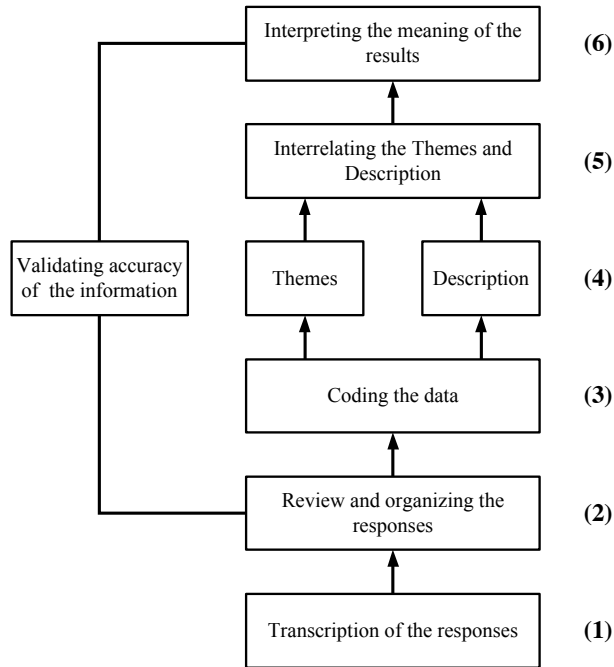 Interpreting the meaning of the
results
(6)
Interrelating the Themes and
Description
(5)
Validating accuracy
of the information
Themes
Description
(4)
Coding the data
(3)
Review and organizing the
responses
(2)
Transcription of the responses
(1)